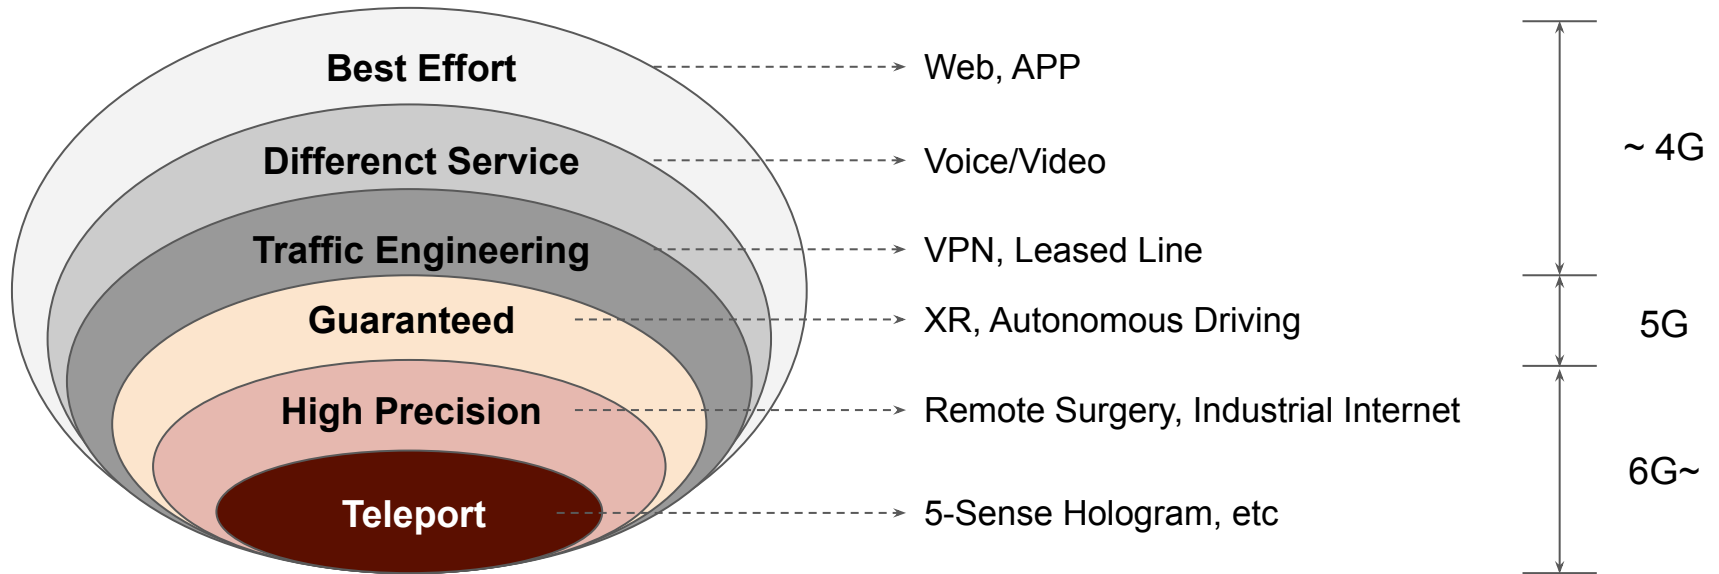 Best Effort
Web, APP
~ 4G
Differenct Service
Voice/Video
Traffic Engineering
VPN, Leased Line
Guaranteed
XR, Autonomous Driving
5G
High Precision
Remote Surgery, Industrial Internet
6G~
Teleport
5-Sense Hologram, etc